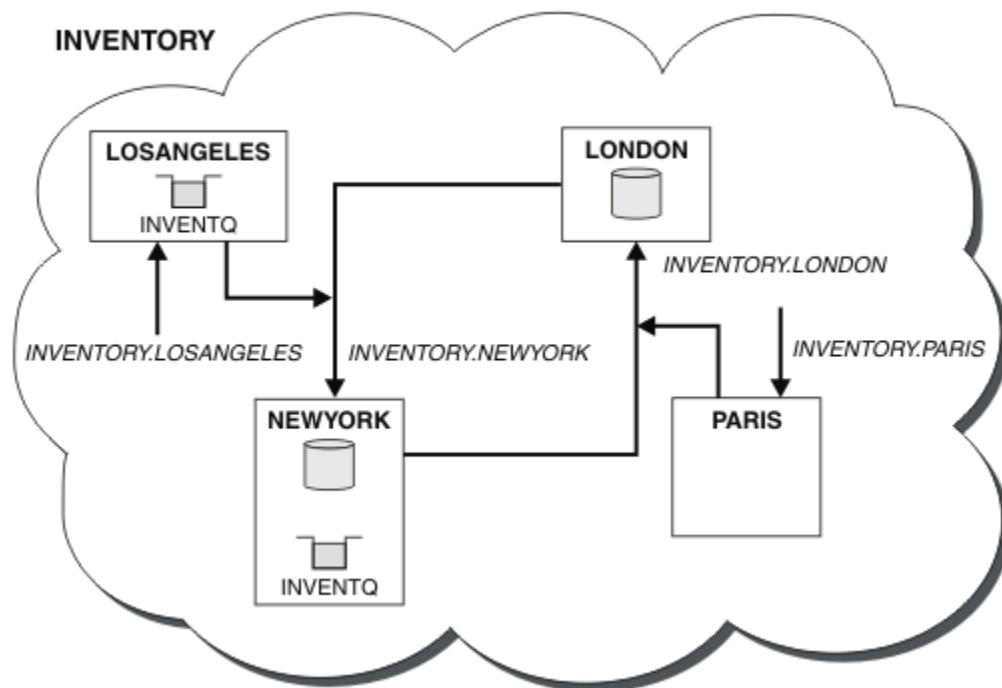 INVENTORY
LOSANGELES
INVENTQ
LONDON
INVENTORY.LONDON
INVENTORY.LOSANGELES
INVENTORY.NEWYORK
INVENTORY.PARIS
NEWYORK
INVENTQ
PARIS